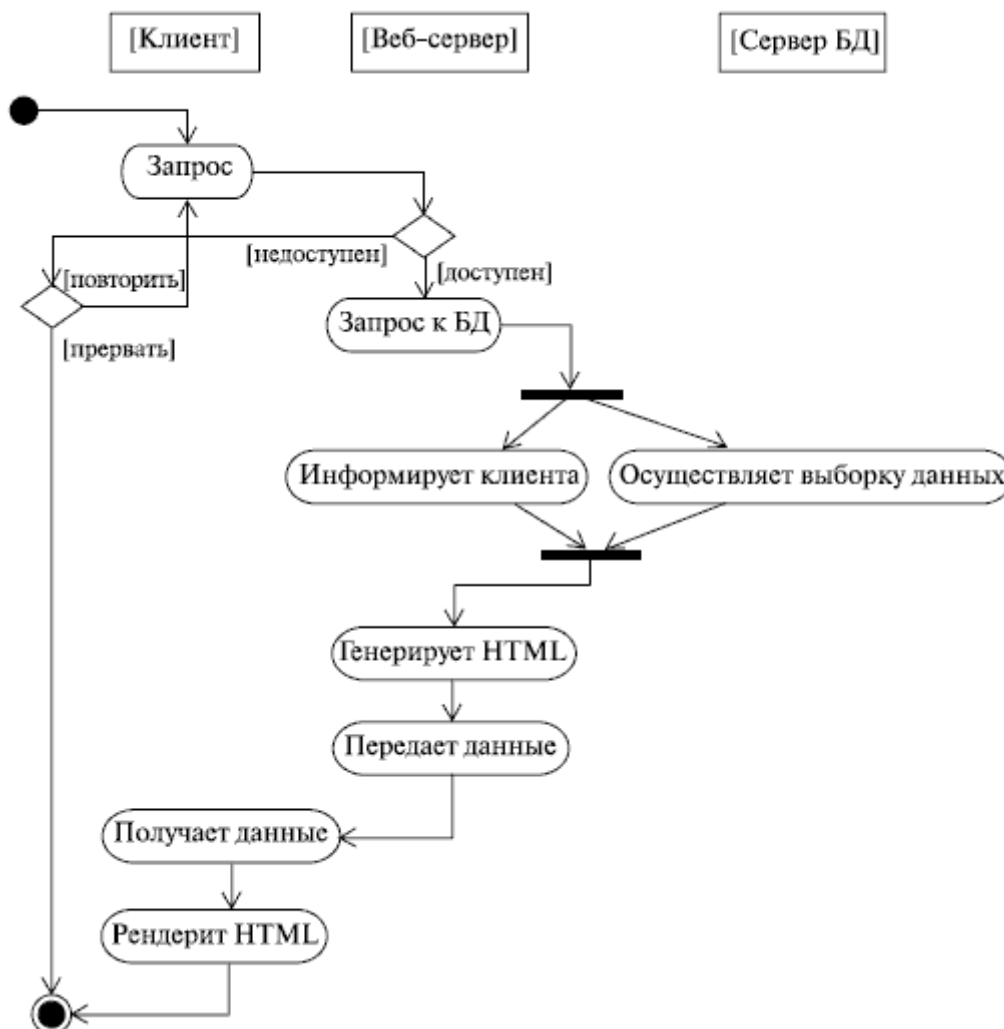 [Клиент]
[Веб-сервер]
[Сервер БД]
Запрос
[недоступен]
[повторить]
[доступен]
Запрос к БД
[прервать]
Информирует клиента
Осуществляет выборку данных
Генерирует HTML
Передает данные
Получает данные
Рендерит HTML